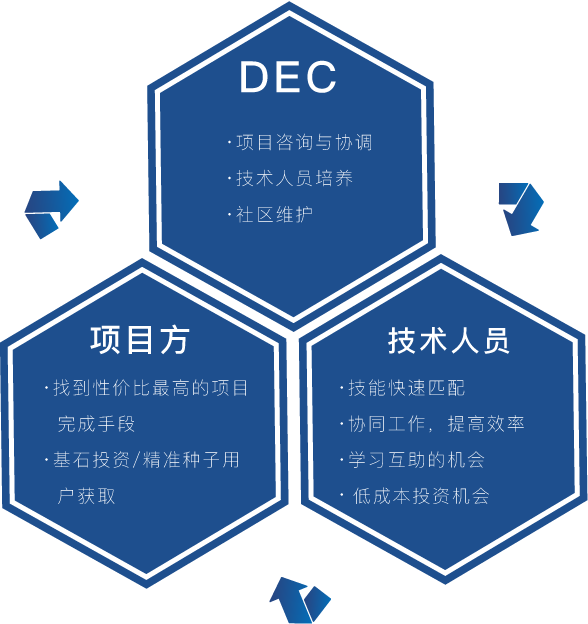 DEC
·项目咨询与协调
·技术人员培养
·社区维护
项目方
·找到性价比最高的项目
完成手段
·基石投资/精准种子用
户获取
技术人员
·技能快速匹配
·协同工作，提高效率
·学习互助的机会
·低成本投资机会